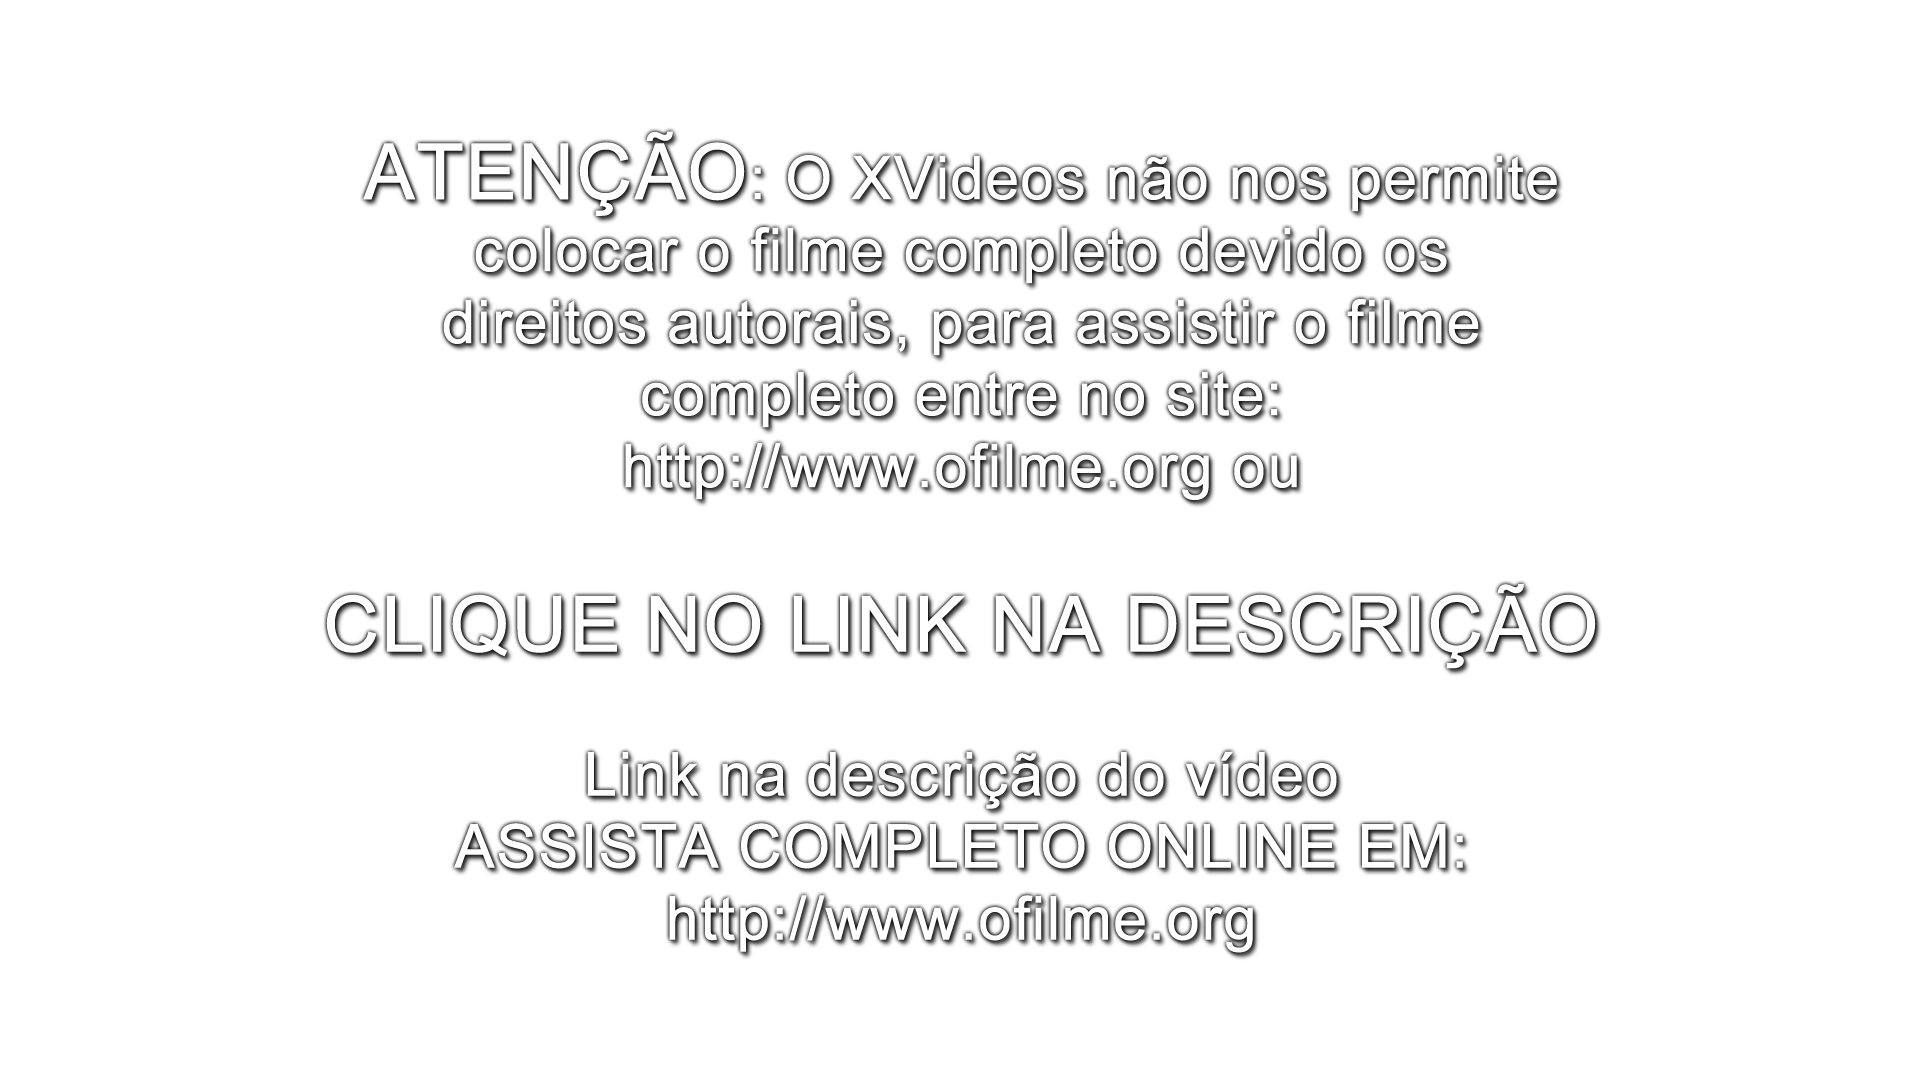 ATENÇÃO: O XVideos não nos permite
colocar o filme completo devido os
direitos autorais, para assistir o filme
completo entre no site:
http://www.ofilme.org ou
CLIQUE NO LINK NA DESCRIÇÃO
Link na descrição do vídeo
ASSISTA COMPLETO ONLINE EM:
http://www.ofilme.org